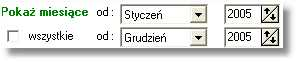 Pokaż miesiące od: Styczeń 2005
wszystkie od: Grudzień 2005